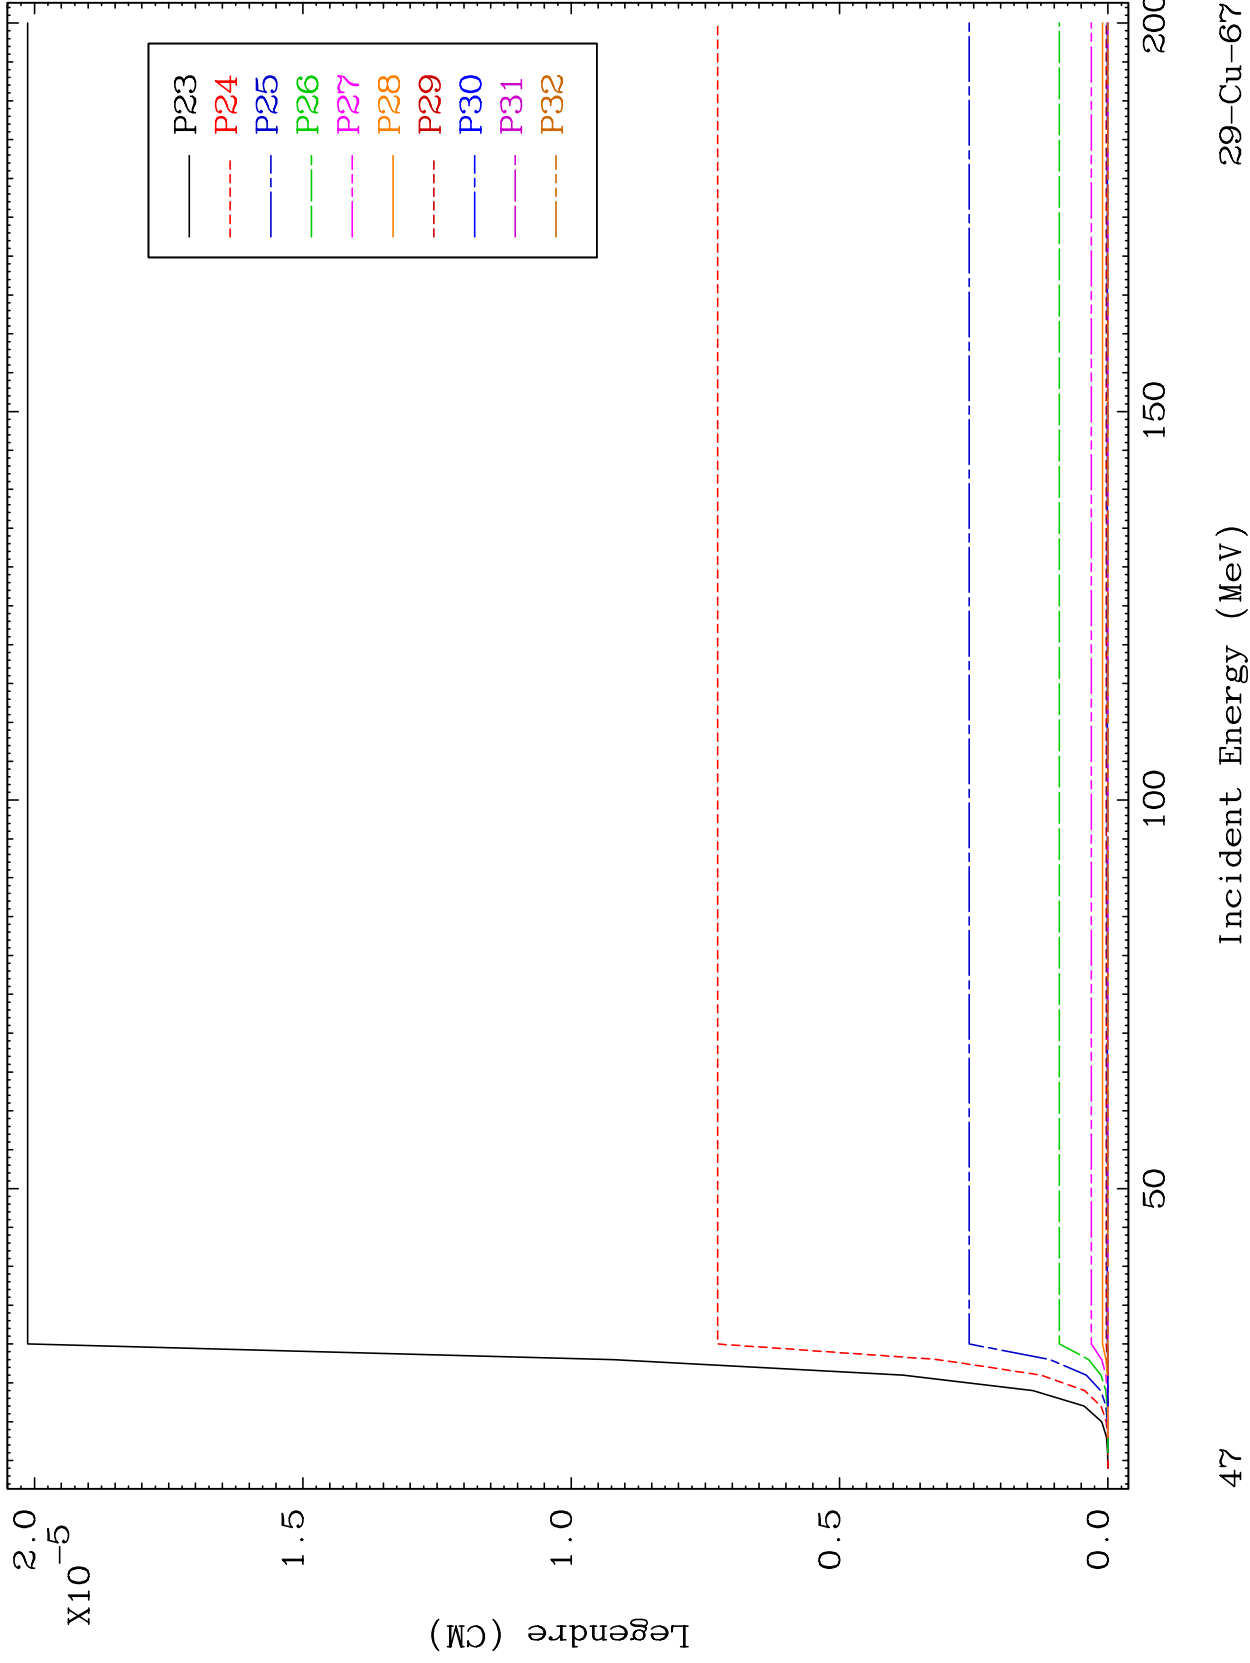 2.0
X10⁻⁵
1.5
1.0
0.5
0.0
Legendre (CM)
P23
P24
P25
P26
P27
P28
P29
P30
P31
P32
50
100
150
200
Incident Energy (MeV)
47
29-Cu-67